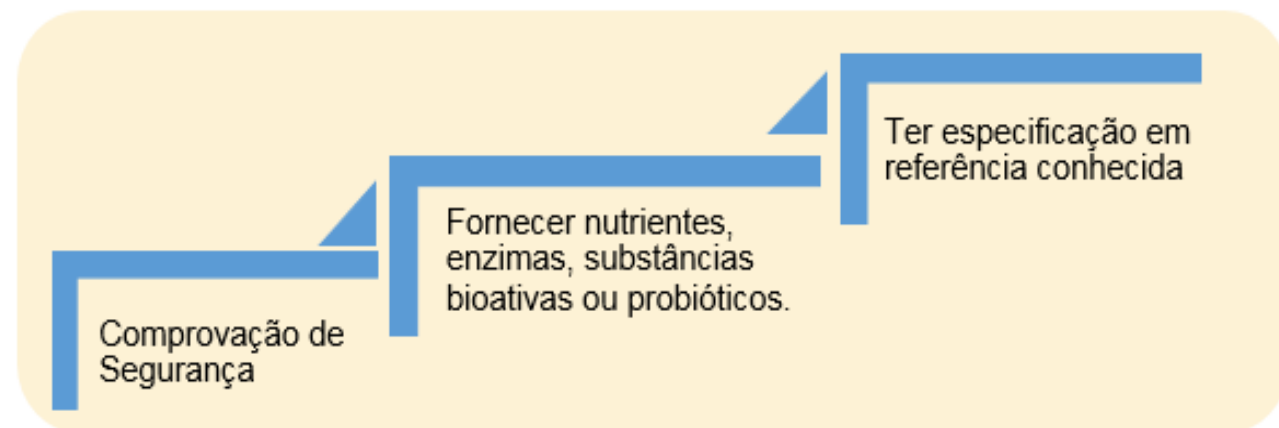 Comprovação de
Segurança
Fornecer nutrientes,
enzimas, substâncias
bioativas ou probióticos.
Ter especificação em
referência conhecida